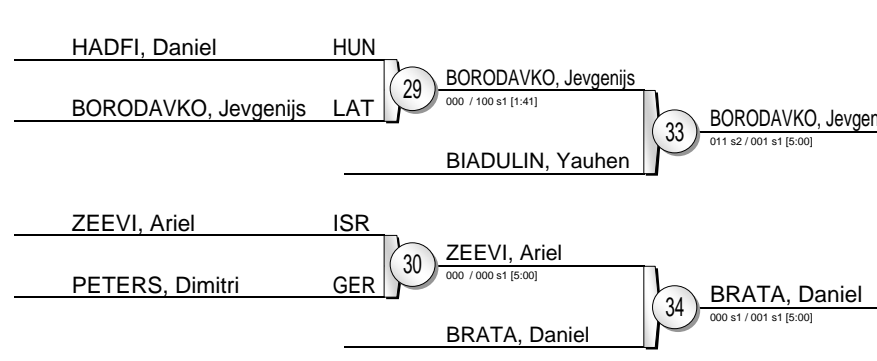 HADFI, Daniel HUN
29
BORODAVKO, Jevgenijs
000 / 100 s1 [1:41]
BORODAVKO, Jevgenijs LAT
33
BORODAVKO, Jevgen
011 s2 / 001 s1 [5:00]
BIADULIN, Yauhen
ZEEVI, Ariel ISR
30
ZEEVI, Ariel
000 / 000 s1 [5:00]
PETERS, Dimitri GER
34
BRATA, Daniel
000 s1 / 001 s1 [5:00]
BRATA, Daniel